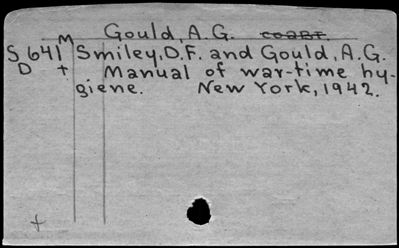 Gould, A.G.
M
S 641 Smiley, D.F. and Gould, A.G.
D + Manual of war-time hy-
giene. New York, 1942.
+